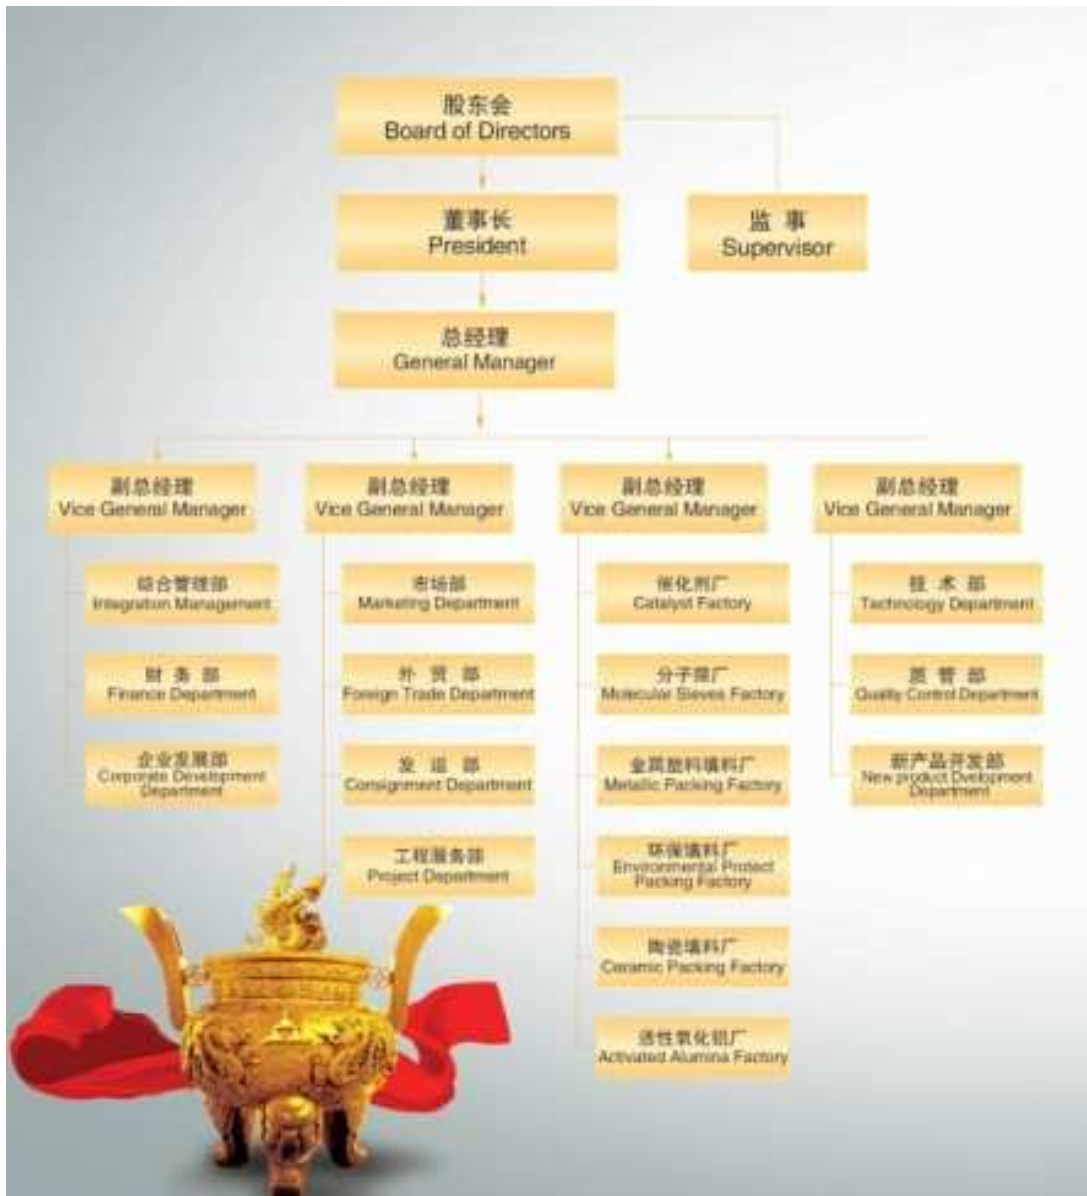 股东会
Board of Directors
董事长
President
监 事
Supervisor
总经理
General Manager
副总经理
Vice General Manager
副总经理
Vice General Manager
副总经理
Vice General Manager
副总经理
Vice General Manager
综合管理部
Integration Management
市场部
Marketing Department
催化剂厂
Catalyst Factory
技 术 部
Technology Department
财 务 部
Finance Department
外 贸 部
Foreign Trade Department
分子筛厂
Molecular Sieves Factory
质 管 部
Quality Control Department
企业发展部
Corporate Development
Department
发 运 部
Consignment Department
金属塑料填料厂
Metallic Packing Factory
新产品开发部
New product Dvelopment
Department
工程服务部
Project Department
环保填料厂
Environmental Protect
Packing Factory
陶瓷填料厂
Ceramic Packing Factory
活性氧化铝厂
Activated Alumina Factory